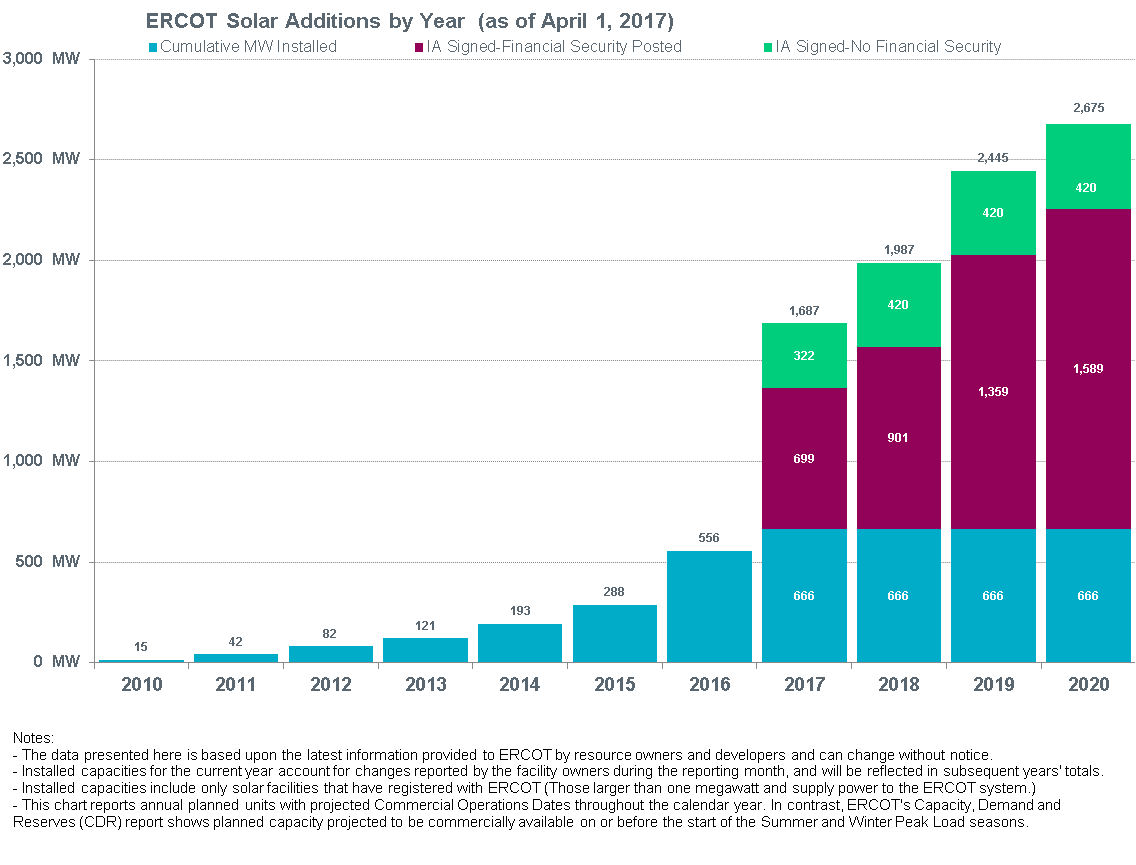 ERCOT Solar Additions by Year (as of April 1, 2017)
Cumulative MW Installed IA Signed-Financial Security Posted IA Signed-No Financial Security
3,000 MW
2,675
2,500 MW
2,445
420
420
2,000 MW
1,987
420
1,687
1,500 MW
322
1,589
1,359
901
1,000 MW
699
556
500 MW
666 666 666 666
288
193
121
82
42
15
0 MW
2010 2011 2012 2013 2014 2015 2016 2017 2018 2019 2020
Notes:
- The data presented here is based upon the latest information provided to ERCOT by resource owners and developers and can change without notice.
- Installed capacities for the current year account for changes reported by the facility owners during the reporting month, and will be reflected in subsequent years' totals.
- Installed capacities include only solar facilities that have registered with ERCOT (Those larger than one megawatt and supply power to the ERCOT system.)
- This chart reports annual planned units with projected Commercial Operations Dates throughout the calendar year. In contrast, ERCOT's Capacity, Demand and
Reserves (CDR) report shows planned capacity projected to be commercially available on or before the start of the Summer and Winter Peak Load seasons.